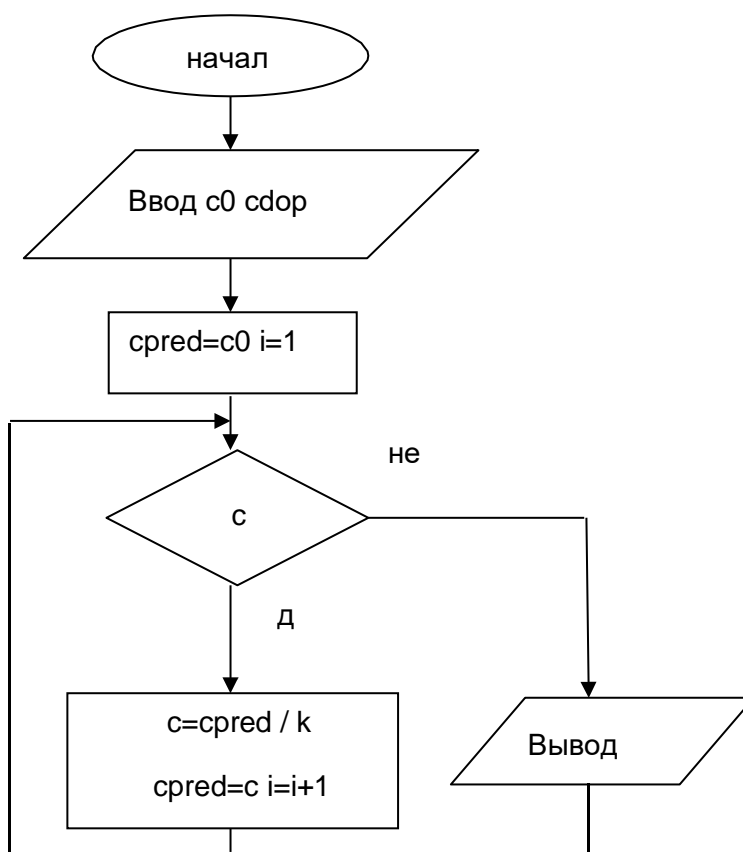 начал
Ввод c0 cdop
cpred=c0 i=1
не
c
д
c=cpred / k
cpred=c i=i+1
Вывод